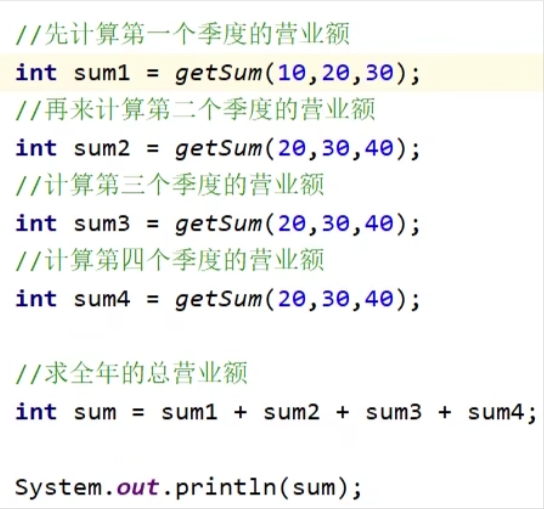 //先计算第一个季度的营业额
int sum1 = getSum(10,20,30);
//再来计算第二个季度的营业额
int sum2 = getSum(20,30,40);
//计算第三个季度的营业额
int sum3 = getSum(20,30,40);
//计算第四个季度的营业额
int sum4 = getSum(20,30,40);
//求全年的总营业额
int sum = sum1 + sum2 + sum3 + sum4;
System.out.println(sum);